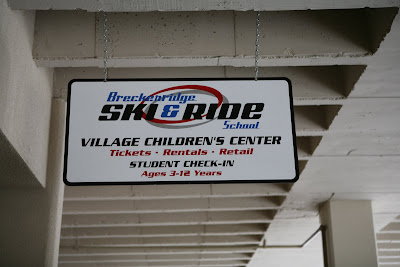 Breckenridge
SKI & RIDE
School
VILLAGE CHILDREN'S CENTER
Tickets • Rentals • Retail
STUDENT CHECK-IN
Ages 3-12 Years